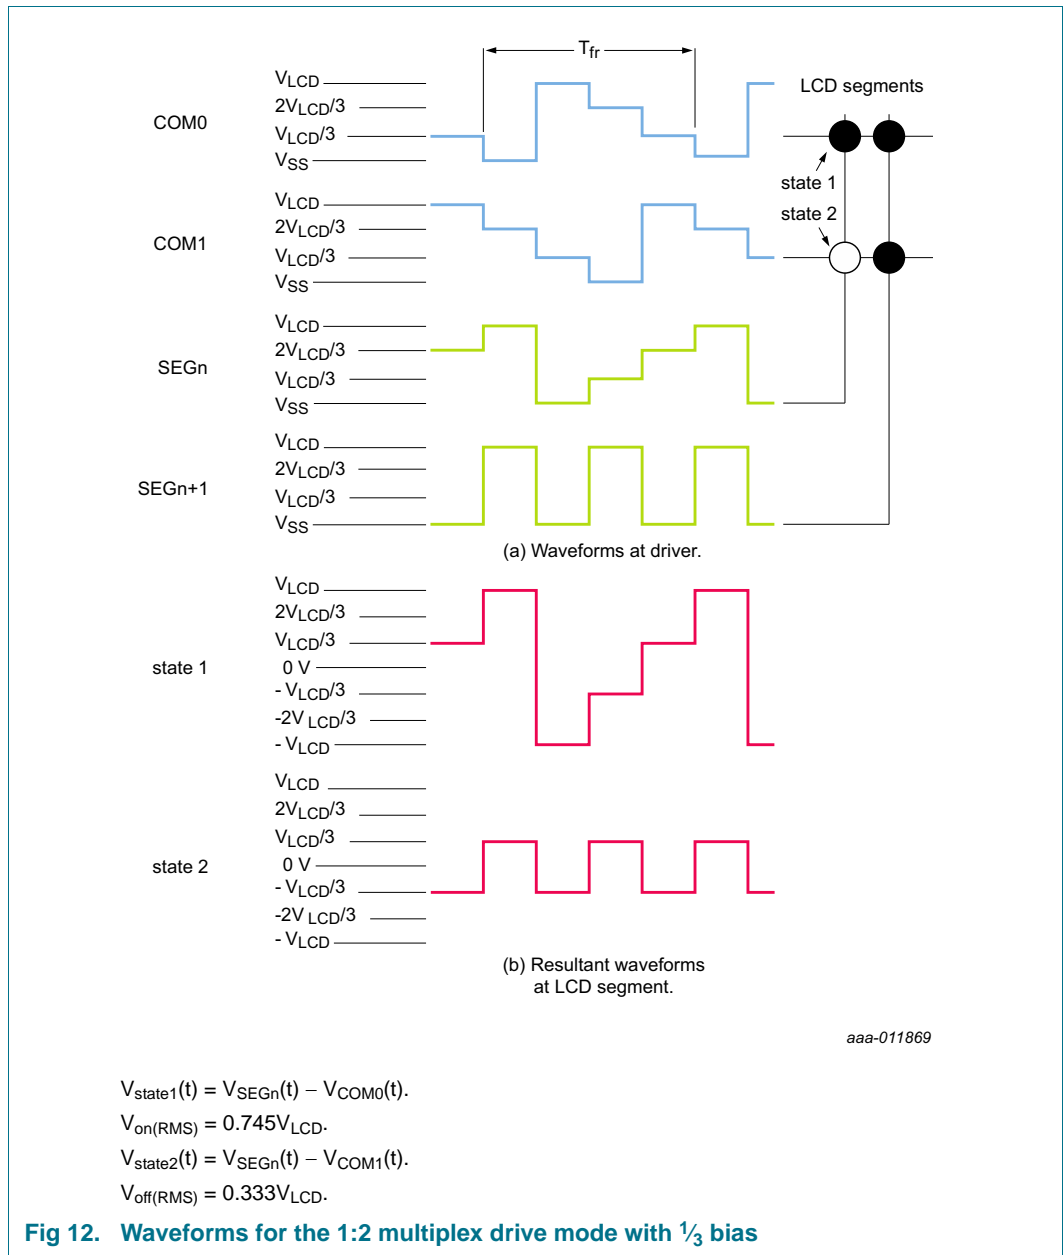 Tfr
VLCD
2VLCD/3
VLCD/3
VSS
COM0
LCD segments
state 1
state 2
VLCD
2VLCD/3
VLCD/3
VSS
COM1
VLCD
2VLCD/3
VLCD/3
VSS
SEGn
VLCD
2VLCD/3
VLCD/3
VSS
SEGn+1
(a) Waveforms at driver.
VLCD
2VLCD/3
VLCD/3
0 V
- VLCD/3
-2V LCD/3
- VLCD
state 1
VLCD
2VLCD/3
VLCD/3
0 V
- VLCD/3
-2V LCD/3
- VLCD
state 2
(b) Resultant waveforms
at LCD segment.
aaa-011869
Vstate1(t) = VSEGn(t) − VCOM0(t).
Von(RMS) = 0.745VLCD.
Vstate2(t) = VSEGn(t) − VCOM1(t).
Voff(RMS) = 0.333VLCD.
Fig 12. Waveforms for the 1:2 multiplex drive mode with 1⁄3 bias